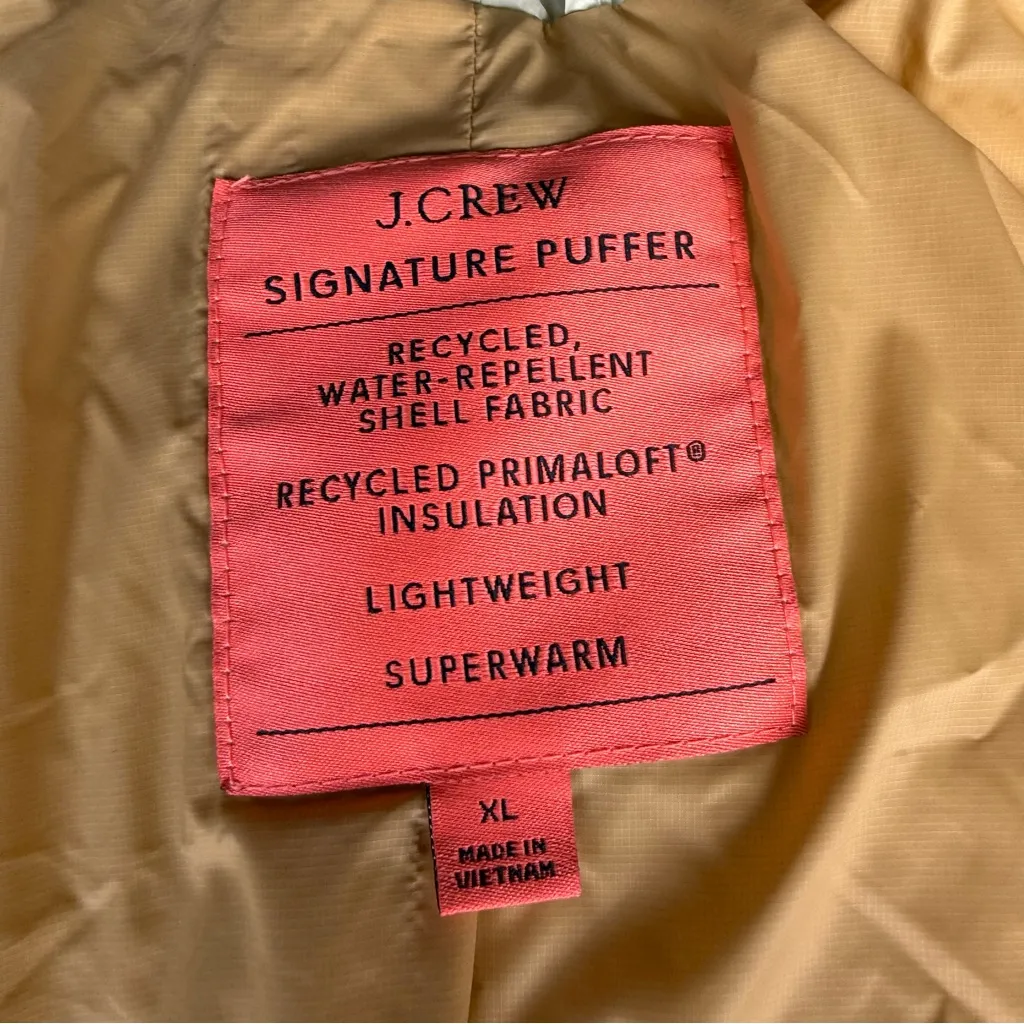 J.CREW
SIGNATURE PUFFER
RECYCLED,
WATER-REPELLENT
SHELL FABRIC
RECYCLED PRIMALOFT®
INSULATION
LIGHTWEIGHT
SUPERWARM
XL
MADE IN
VIETNAM